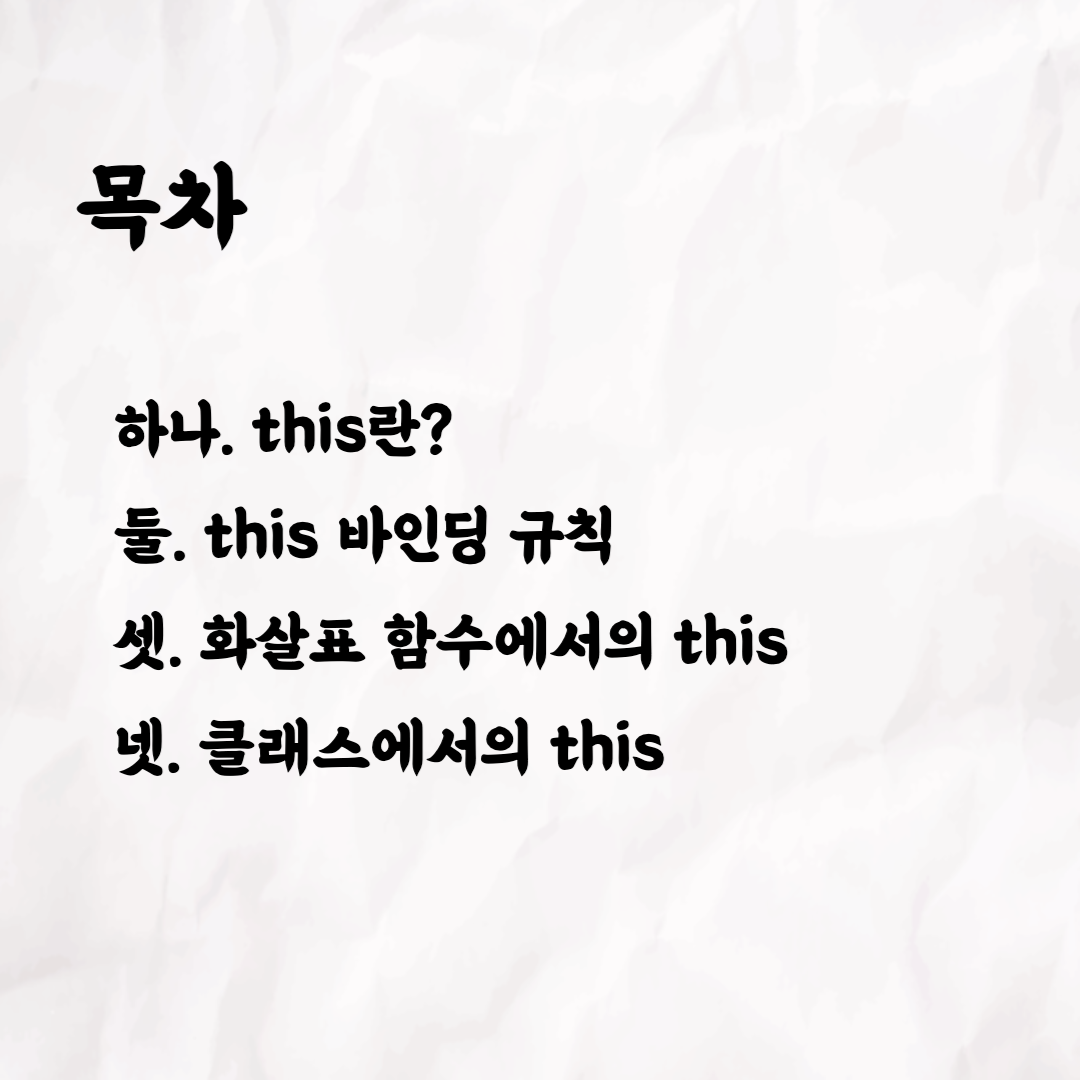 목차
하나. this란?
둘. this 바인딩 규칙
셋. 화살표 함수에서의 this
넷. 클래스에서의 this